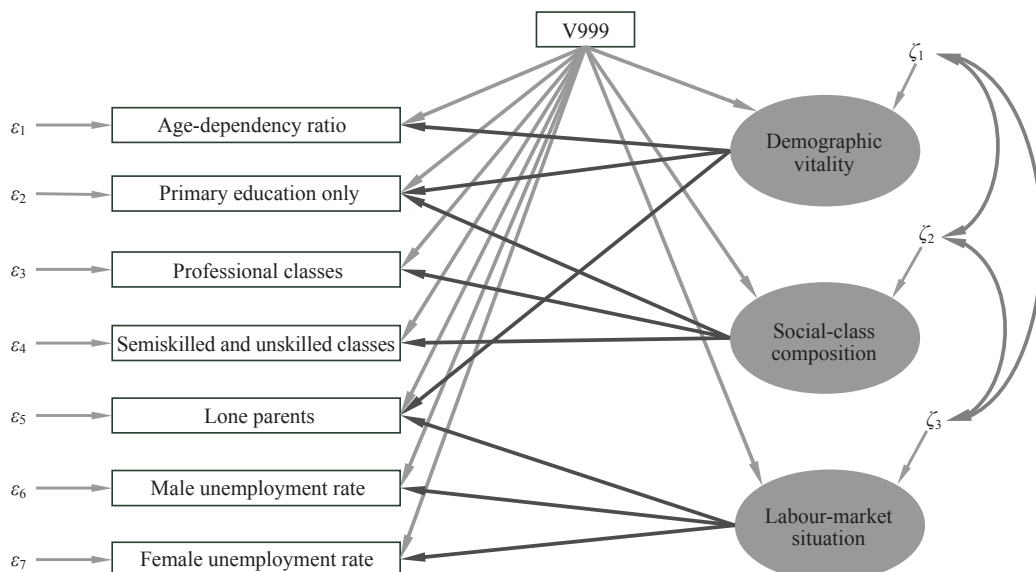 V999
ζ1
ε1
Age-dependency ratio
Demographic
vitality
ε2
Primary education only
ζ2
ε3
Professional classes
ε4
Semiskilled and unskilled classes
Social-class
composition
ε5
Lone parents
ζ3
ε6
Male unemployment rate
Labour-market
situation
ε7
Female unemployment rate